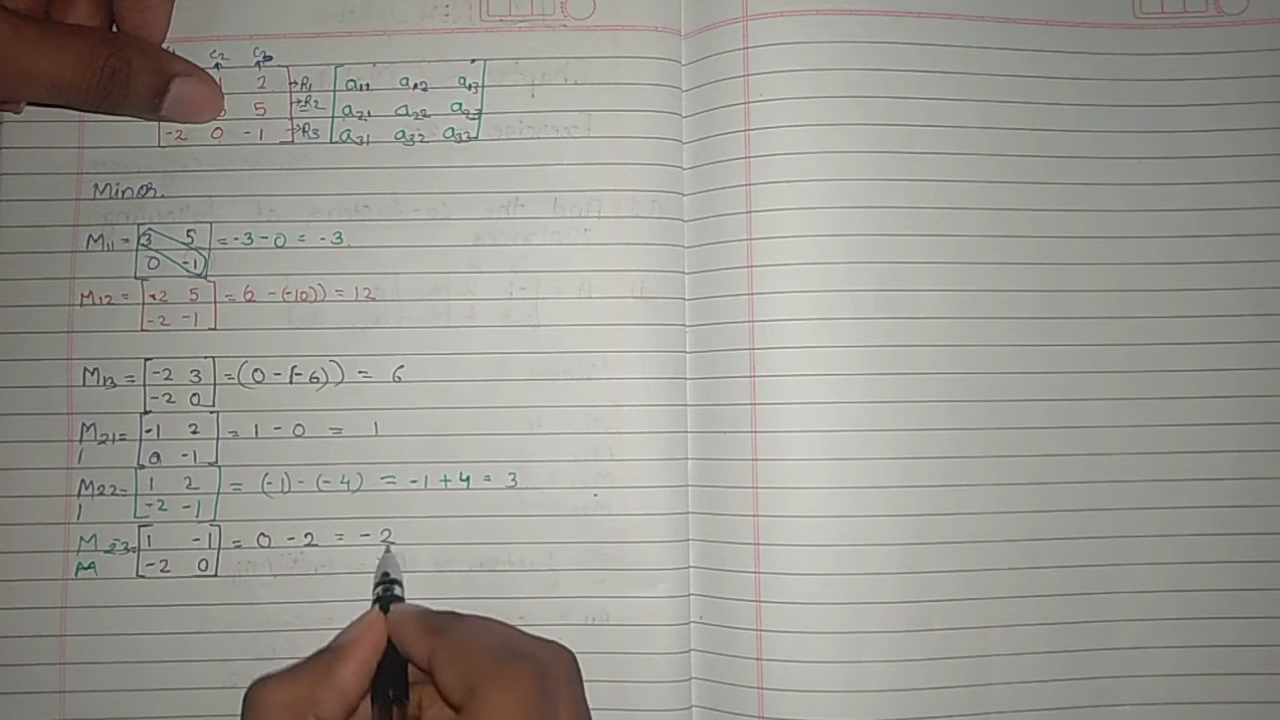 C2 C3
2 →R1 a11 a12 a13
5 →R2 a21 a22 a23
-2 0 -1 →R3 a31 a32 a33
Minor.
M11 = 3 5 = -3 - 0 = -3
0 -1
M12 = -2 5 = (2 - (-10)) = 12
-2 -1
M13 = -2 3 = (0 - (-6)) = 6
-2 0
M21 = -1 2 = 1 - 0 = 1
0 -1
M22 = 1 2 = (-1) - (-4) = -1 + 4 = 3
-2 -1
M23 = 1 -1 = 0 - 2 = -2
-2 0